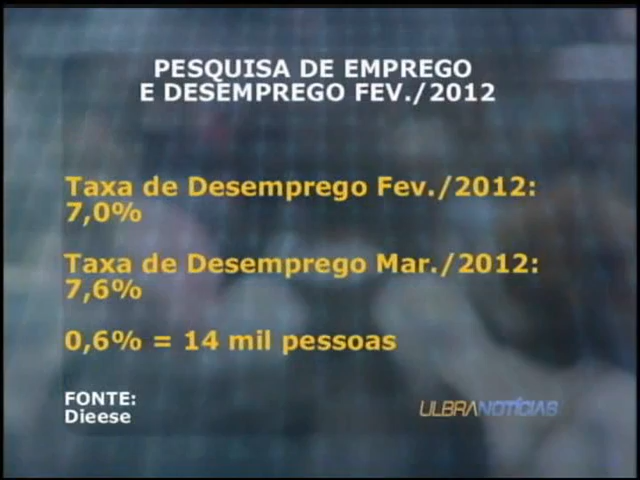 PESQUISA DE EMPREGO
E DESEMPREGO FEV./2012
Taxa de Desemprego Fev./2012:
7,0%
Taxa de Desemprego Mar./2012:
7,6%
0,6% = 14 mil pessoas
FONTE:
Dieese
ULBRANOTÍCIAS